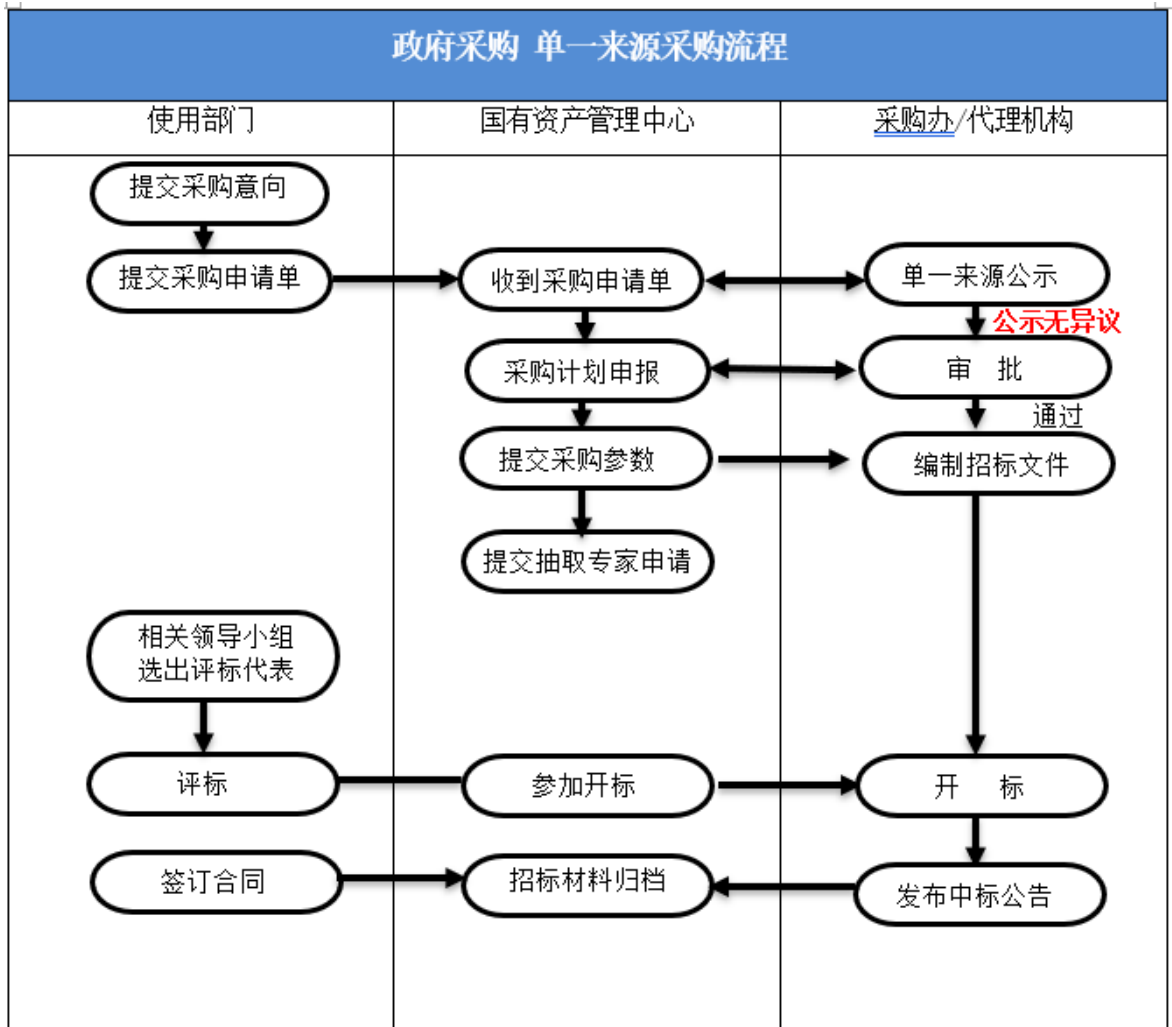 政府采购 单一来源采购流程
使用部门
国有资产管理中心
采购办/代理机构
提交采购意向
提交采购申请单
收到采购申请单
单一来源公示
公示无异议
采购计划申报
审 批
通过
提交采购参数
编制招标文件
提交抽取专家申请
相关领导小组
选出评标代表
评标
参加开标
开 标
签订合同
招标材料归档
发布中标公告